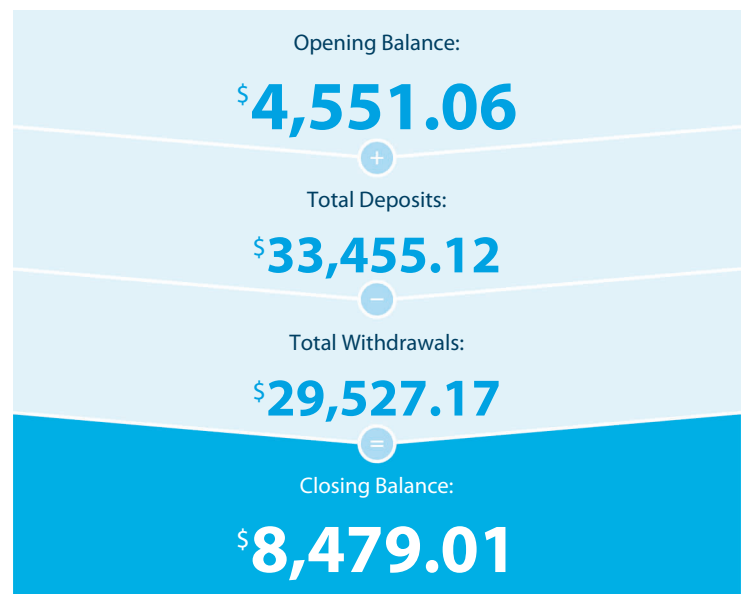 Opening Balance:
$4,551.06
+
Total Deposits:
$33,455.12
−
Total Withdrawals:
$29,527.17
=
Closing Balance:
$8,479.01